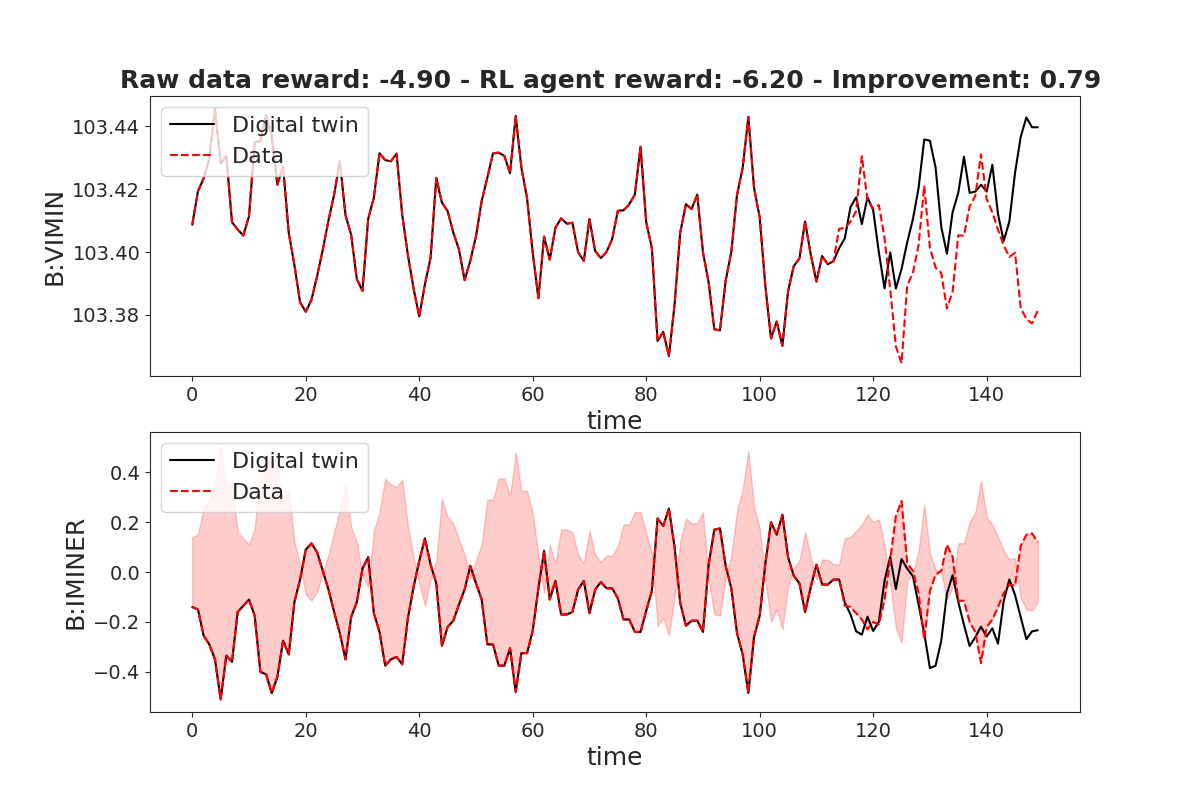 Raw data reward: -4.90 - RL agent reward: -6.20 - Improvement: 0.79
B:VIMIN
103.44
103.42
103.40
103.38
Digital twin
Data
0 20 40 60 80 100 120 140
time
B:IMINER
0.4
0.2
0.0
−0.2
−0.4
Digital twin
Data
0 20 40 60 80 100 120 140
time